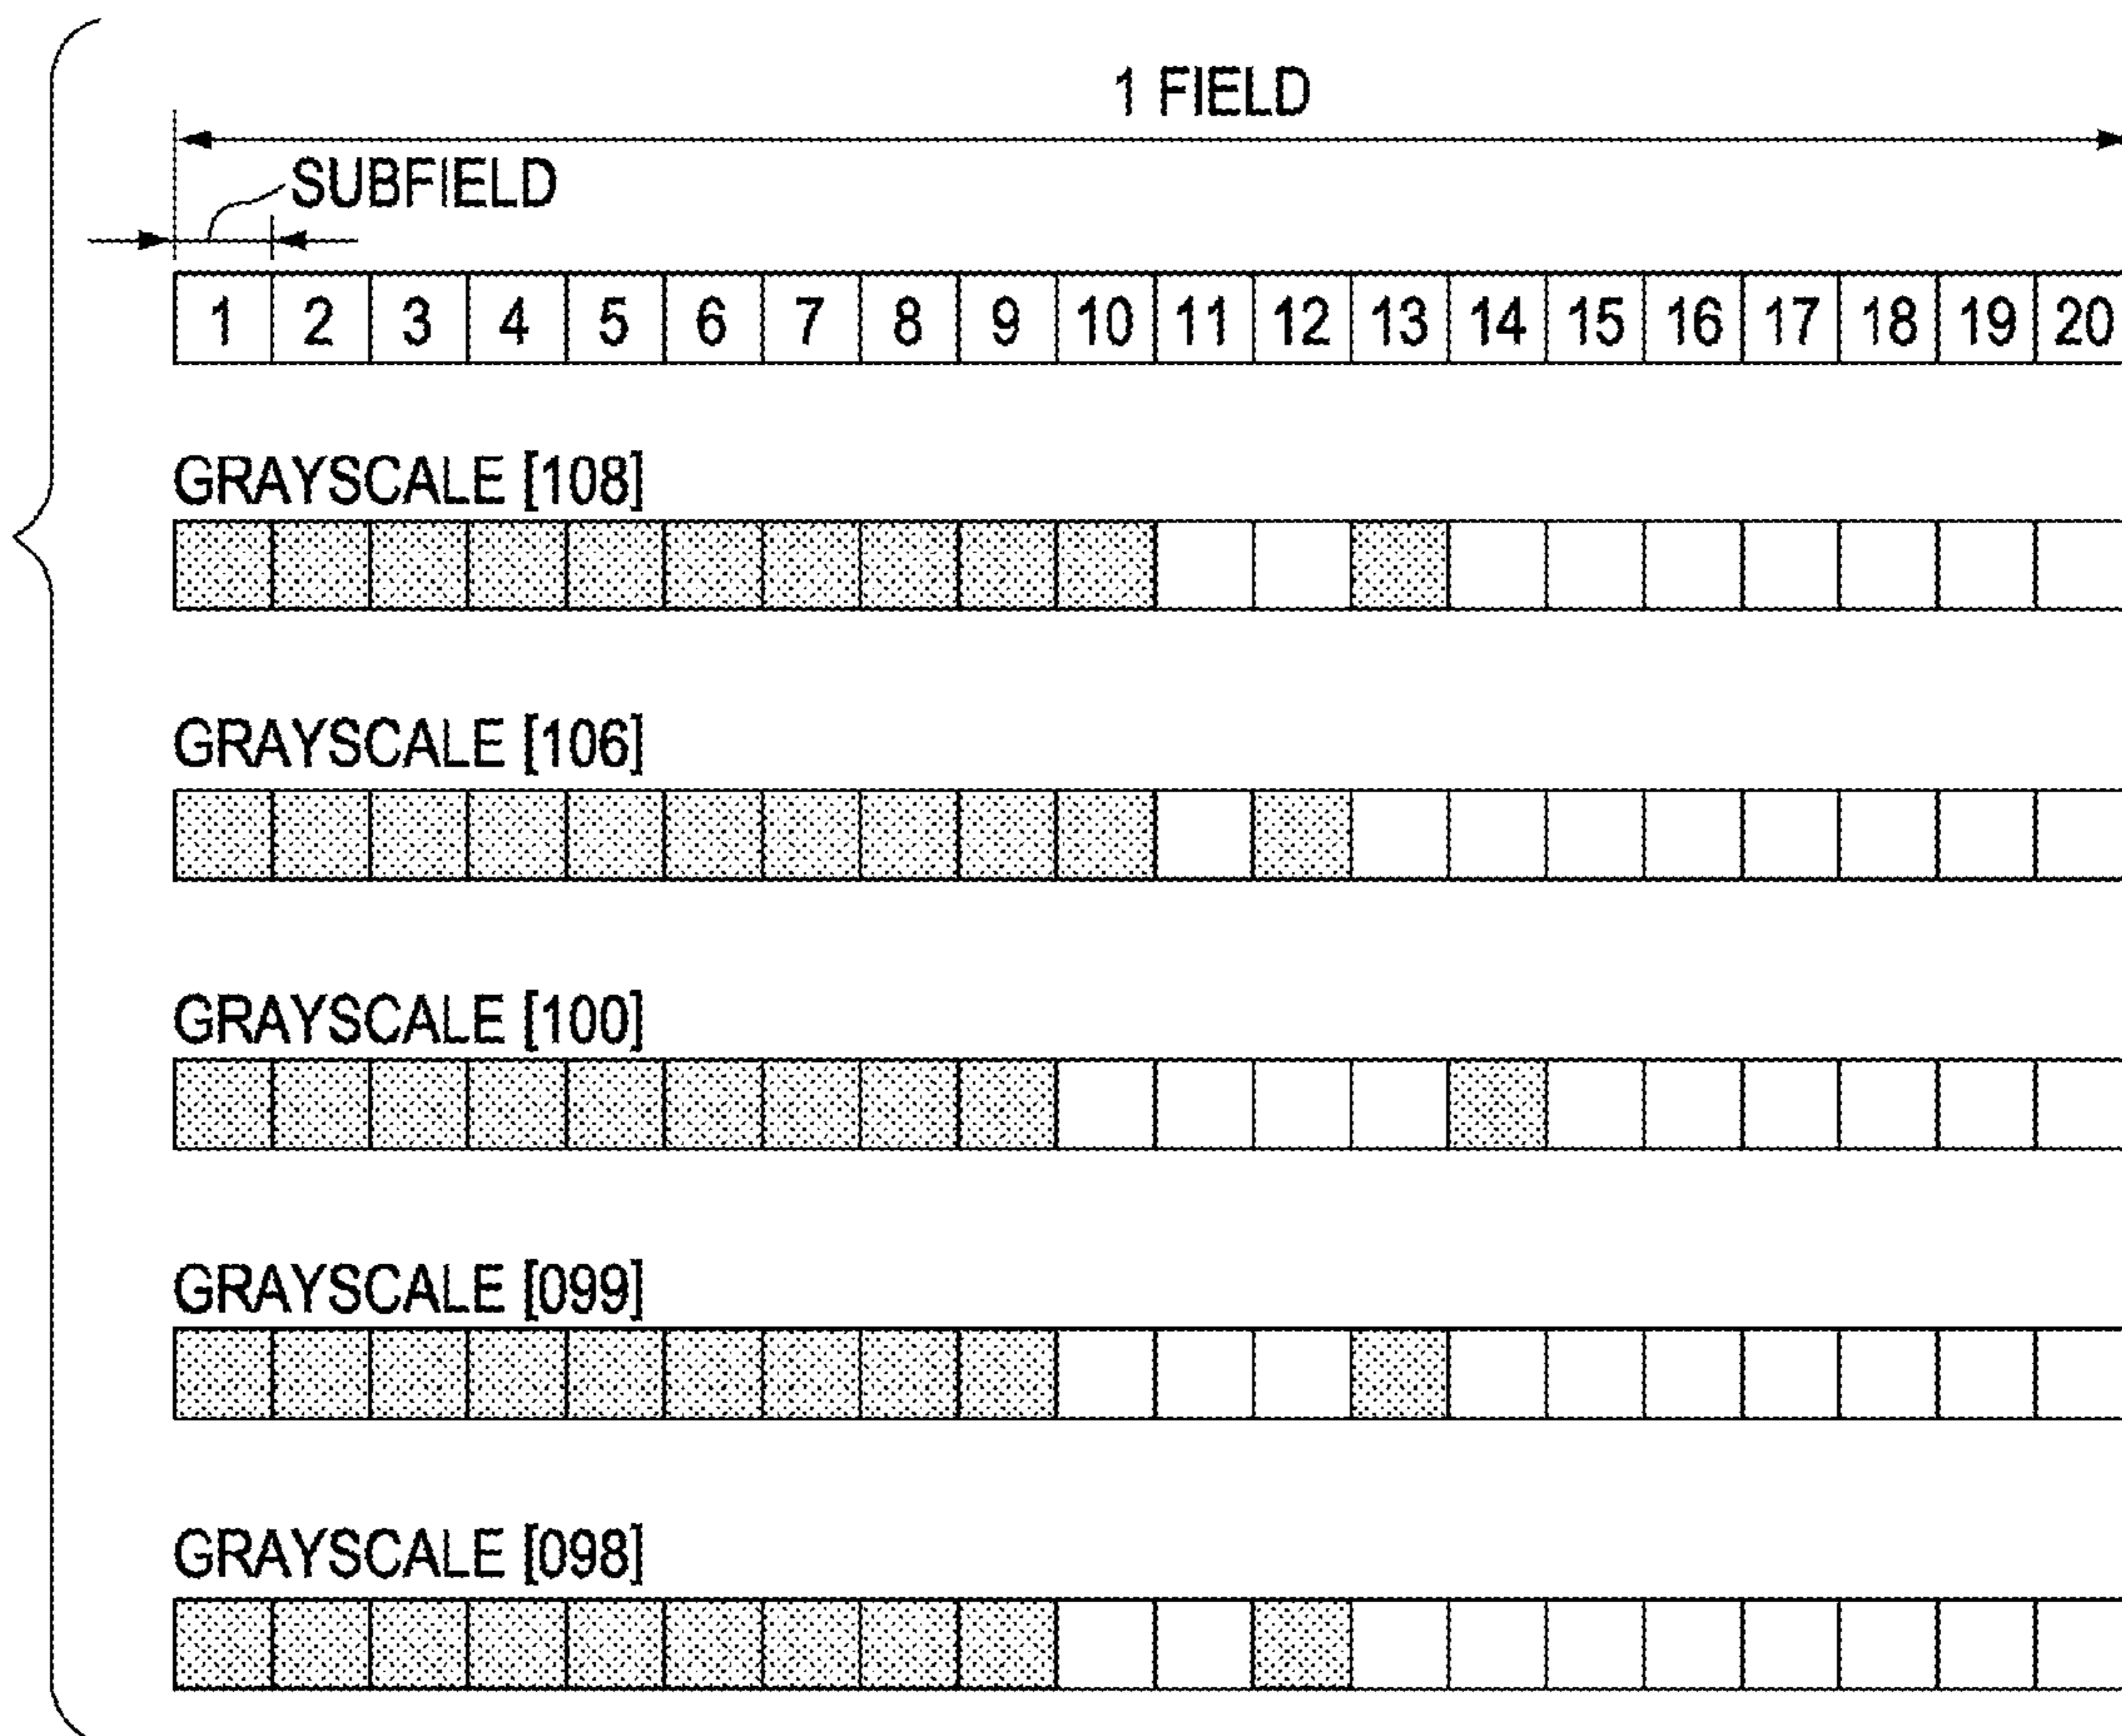 1 FIELD
SUBFIELD
1 2 3 4 5 6 7 8 9 10 11 12 13 14 15 16 17 18 19 20
GRAYSCALE [108]
GRAYSCALE [106]
GRAYSCALE [100]
GRAYSCALE [099]
GRAYSCALE [098]